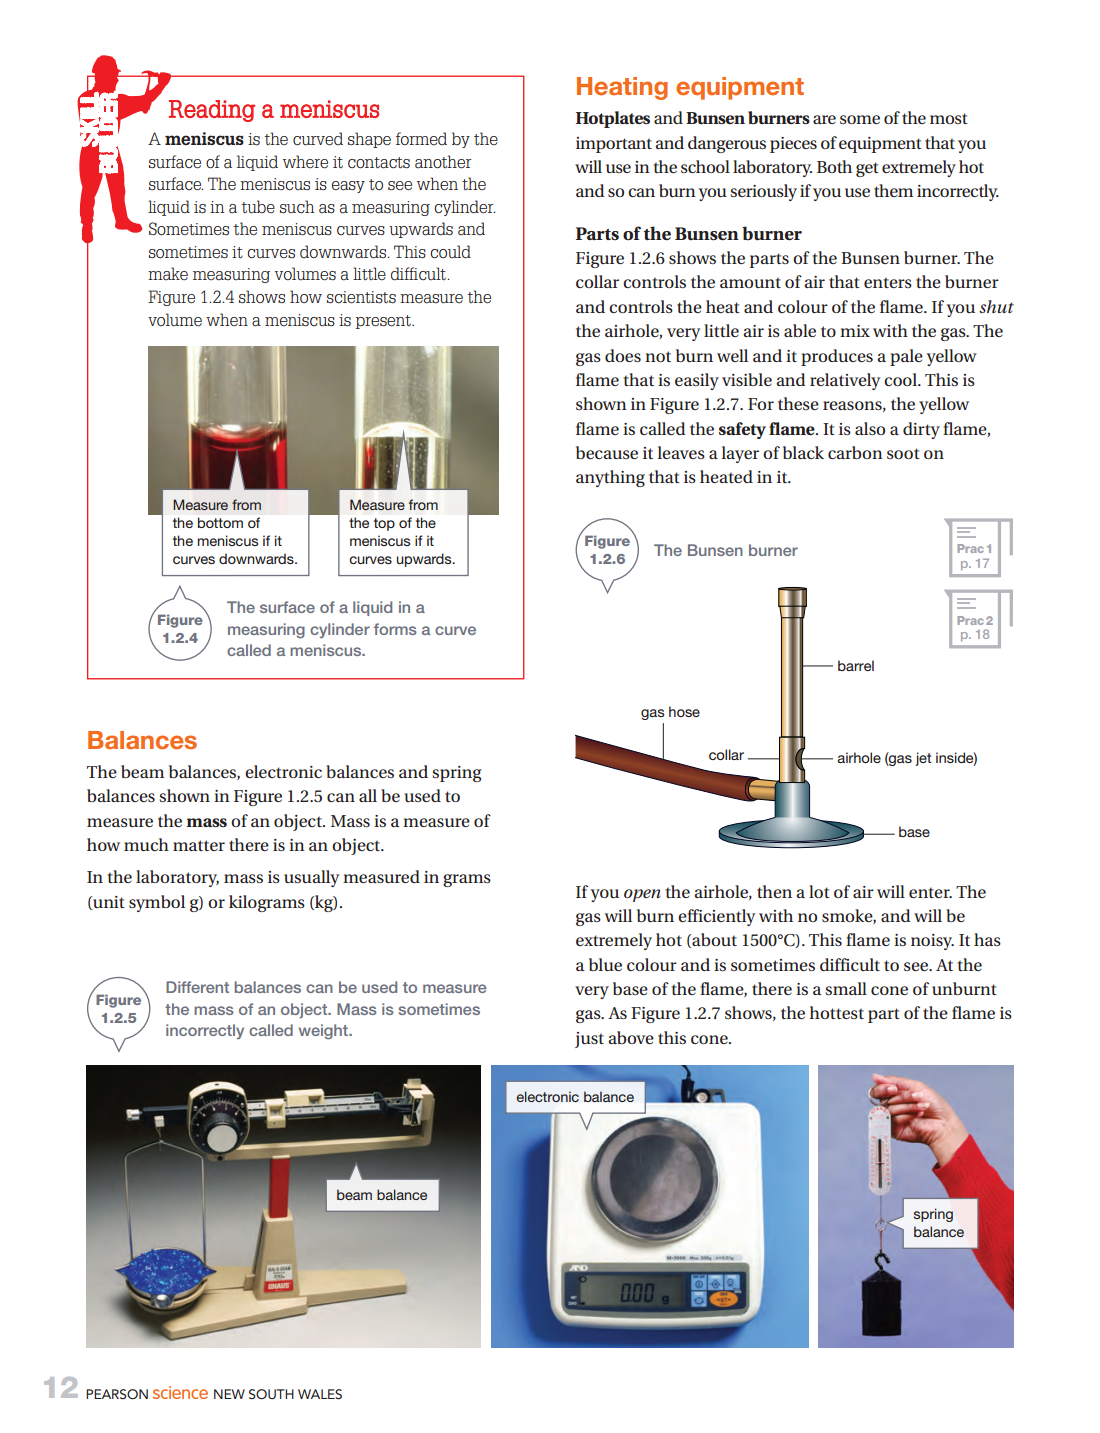 SKILL
BUILDER
Reading a meniscus
A meniscus is the curved shape formed by the
surface of a liquid where it contacts another
surface. The meniscus is easy to see when the
liquid is in a tube such as a measuring cylinder.
Sometimes the meniscus curves upwards and
sometimes it curves downwards. This could
make measuring volumes a little difficult.
Figure 1.2.4 shows how scientists measure the
volume when a meniscus is present.
Measure from
the bottom of
the meniscus if it
curves downwards.
Measure from
the top of the
meniscus if it
curves upwards.
Figure
1.2.4
The surface of a liquid in a
measuring cylinder forms a curve
called a meniscus.
Balances
The beam balances, electronic balances and spring
balances shown in Figure 1.2.5 can all be used to
measure the mass of an object. Mass is a measure of
how much matter there is in an object.
In the laboratory, mass is usually measured in grams
(unit symbol g) or kilograms (kg).
Figure
1.2.5
Different balances can be used to measure
the mass of an object. Mass is sometimes
incorrectly called weight.
Heating equipment
Hotplates and Bunsen burners are some of the most
important and dangerous pieces of equipment that you
will use in the school laboratory. Both get extremely hot
and so can burn you seriously if you use them incorrectly.
Parts of the Bunsen burner
Figure 1.2.6 shows the parts of the Bunsen burner. The
collar controls the amount of air that enters the burner
and controls the heat and colour of the flame. If you shut
the airhole, very little air is able to mix with the gas. The
gas does not burn well and it produces a pale yellow
flame that is easily visible and relatively cool. This is
shown in Figure 1.2.7. For these reasons, the yellow
flame is called the safety flame. It is also a dirty flame,
because it leaves a layer of black carbon soot on
anything that is heated in it.
Figure
1.2.6
The Bunsen burner
Prac 1
p. 17
Prac 2
p. 18
barrel
gas hose
collar
airhole (gas jet inside)
base
If you open the airhole, then a lot of air will enter. The
gas will burn efficiently with no smoke, and will be
extremely hot (about 1500°C). This flame is noisy. It has
a blue colour and is sometimes difficult to see. At the
very base of the flame, there is a small cone of unburnt
gas. As Figure 1.2.7 shows, the hottest part of the flame is
just above this cone.
beam balance
OHAUS
electronic balance
AND
0.00 g
spring
balance
12 PEARSON science NEW SOUTH WALES